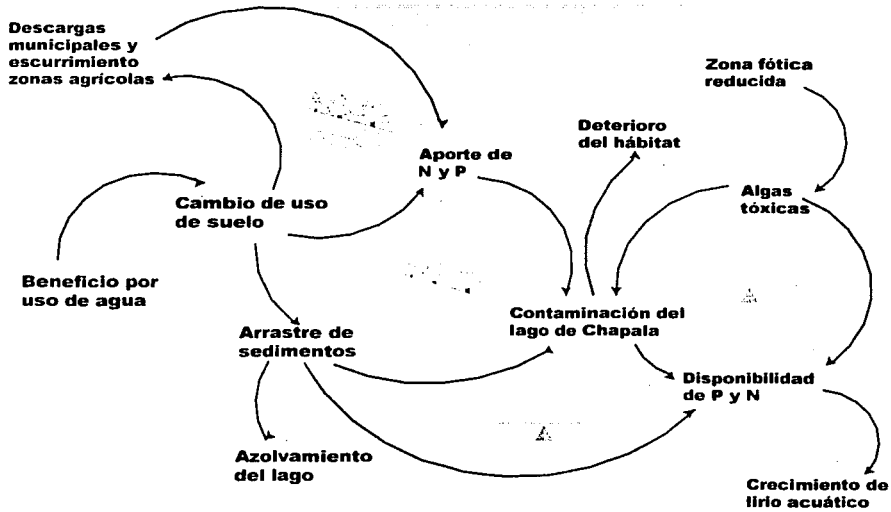 Descargas
municipales y
escurrimiento
zonas agrícolas
Zona fótica
reducida
Deterioro
del hábitat
Aporte de
N y P
Algas
tóxicas
Cambio de uso
de suelo
Beneficio por
uso de agua
Contaminación del
lago de Chapala
Arrastre de
sedimentos
Disponibilidad
de P y N
Azolvamiento
del lago
Crecimiento de
lirio acuático